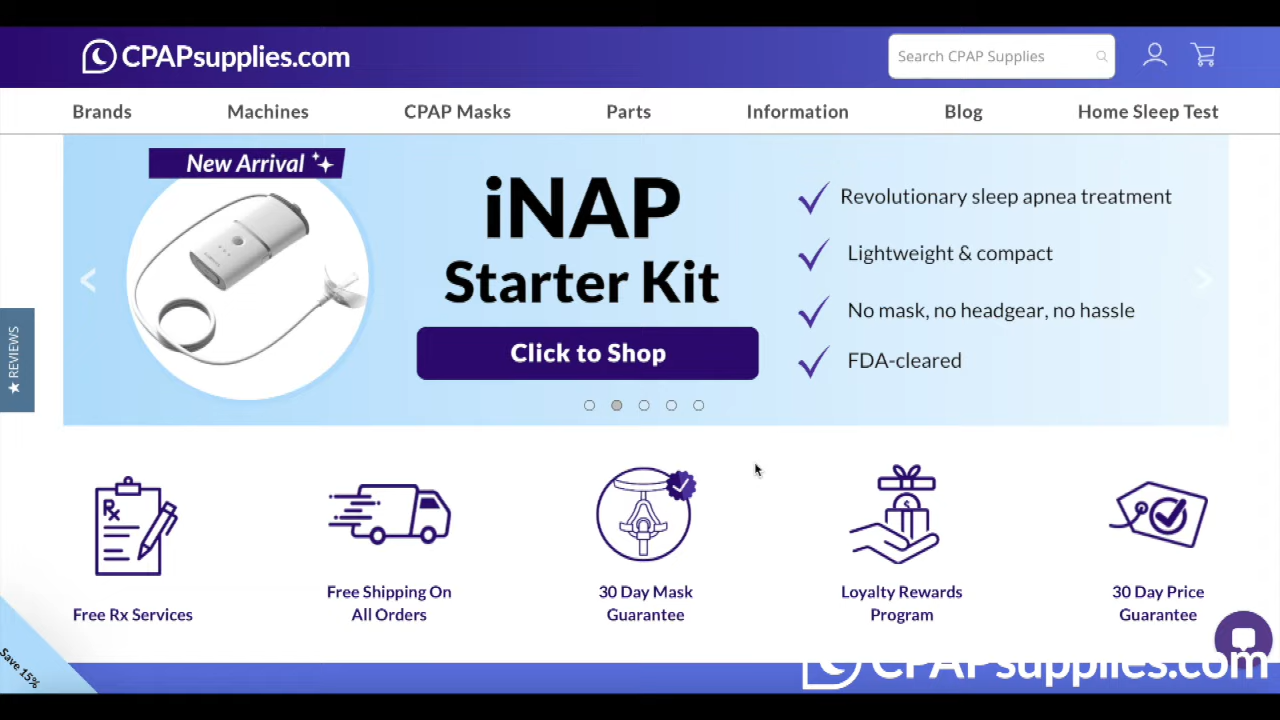 CPAPsupplies.com
Search CPAP Supplies
Brands
Machines
CPAP Masks
Parts
Information
Blog
Home Sleep Test
New Arrival
iNAP
Starter Kit
Click to Shop
Revolutionary sleep apnea treatment
Lightweight & compact
No mask, no headgear, no hassle
FDA-cleared
★ REVIEWS
Rx
Free Rx Services
Free Shipping On
All Orders
30 Day Mask
Guarantee
$
Loyalty Rewards
Program
30 Day Price
Guarantee
Save 15%
CPAPsupplies.com